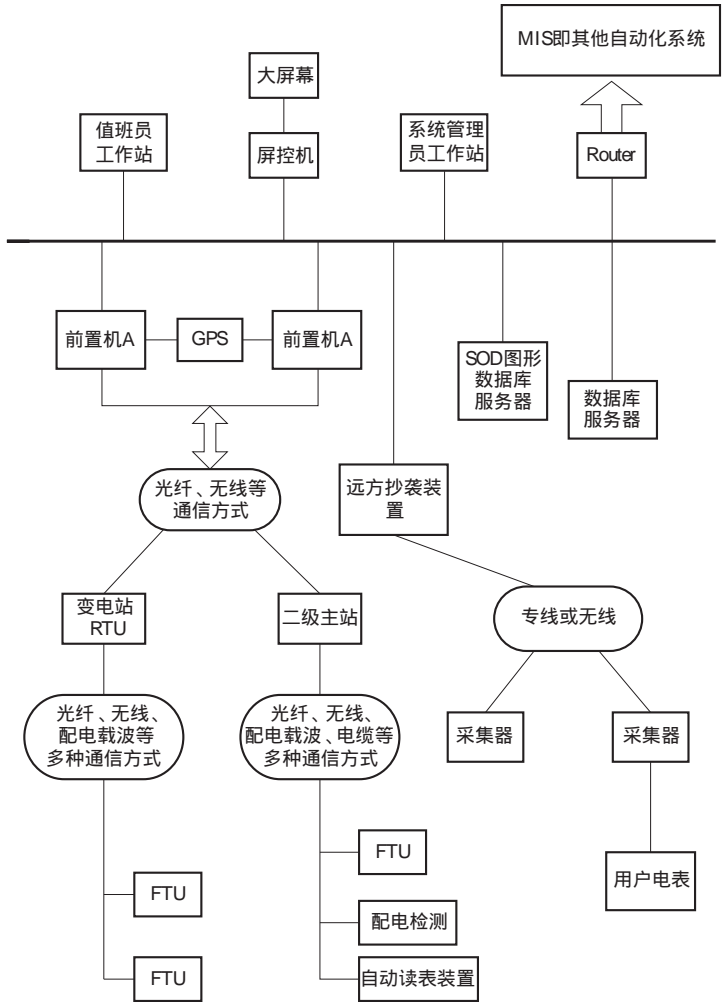 MIS即其他自动化系统
大屏幕
值班员
工作站
屏控机
系统管理
员工作站
Router
前置机A
GPS
前置机A
SOD图形
数据库
服务器
数据库
服务器
光纤、无线等
通信方式
远方抄袭装
置
变电站
RTU
二级主站
专线或无线
光纤、无线、
配电载波等
多种通信方式
光纤、无线、
配电载波、电缆等
多种通信方式
采集器
采集器
FTU
用户电表
FTU
配电检测
FTU
自动读表装置